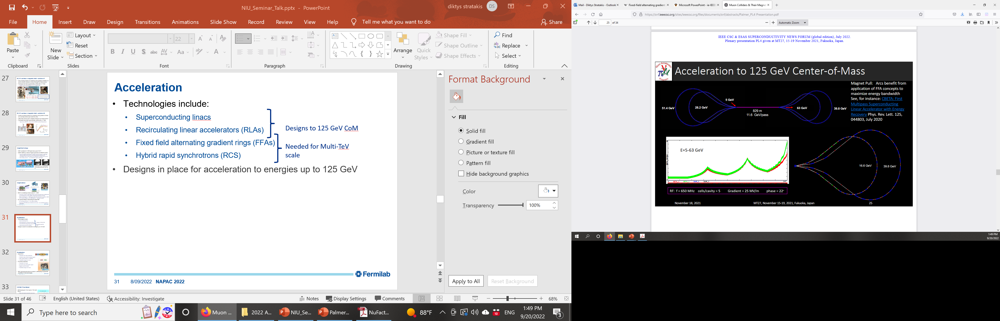 NIU_Seminar_Talk.pptx - PowerPoint
diktys stratakis
DS
File
Home
Insert
Draw
Design
Transitions
Animations
Slide Show
Record
Review
View
Help
Tell me what you want to do
Share
Paste
Clipboard
New
Slide
Layout
Reset
Section
Slides
22
B I U S abc AV Aa
Font
Paragraph
Arrange
Quick
Styles
Shape Fill
Shape Outline
Shape Effects
Drawing
Find
Replace
Select
Editing
27
28
29
30
31
32
33
Acceleration
• Technologies include:
• Superconducting linacs
• Recirculating linear accelerators (RLAs)
• Fixed field alternating gradient rings (FFAs)
• Hybrid rapid synchrotrons (RCS)
Designs to 125 GeV CoM
Needed for Multi-TeV
scale
• Designs in place for acceleration to energies up to 125 GeV
Fermilab
31 8/09/2022 NAPAC 2022
Format Background
Fill
Solid fill
Gradient fill
Picture or texture fill
Pattern fill
Hide background graphics
Color
Transparency
100%
Apply to All
Reset Background
Slide 31 of 46
English (United States)
Accessibility: Investigate
Notes
Display Settings
Comments
68%
Type here to search
Muon ...
2022 A...
NIU_Se...
Palmer...
NuFact...
88°F
10
ENG
1:49 PM
9/20/2022
3
Mail - Diktys Stratakis - Outlook
Fixed-field alternating gradient
Microsoft PowerPoint - ie-IEEE
Muon Colliders & Their Magne
https://snf.ieeecsc.org/sites/ieeecsc.org/files/documents/snf/abstracts/Palmer_PL4 Presentation.pdf
25 of 34
Automatic Zoom
IEEE CSC & ESAS SUPERCONDUCTIVITY NEWS FORUM (global edition), July 2022.
Plenary presentation PL4 given at MT27, 15-19 November 2021, Fukuoka, Japan.
Acceleration to 125 GeV Center-of-Mass
Magnet Pull: Arcs benefit from
application of FFA concepts to
maximize energy bandwidth
See, for instance: CBETA: First
Multipass Superconducting
Linear Accelerator with Energy
Recovery Phys. Rev. Lett. 125,
044803, July 2020
51.4 GeV
28.2 GeV
5 GeV
829 m
11.6 GeV/pass
63 GeV
39.8 GeV
E=5-63 GeV
BETA_X BETA_Y DISP_X DISP_Y
16.6 GeV
39.8 GeV
RF: f = 650 MHz cells/cavity = 5 Gradient = 25 MV/m phase = 22°
November 18, 2021
MT27, November 15-19, 2021, Fukuoka, Japan
25
1:49 PM
9/20/2022